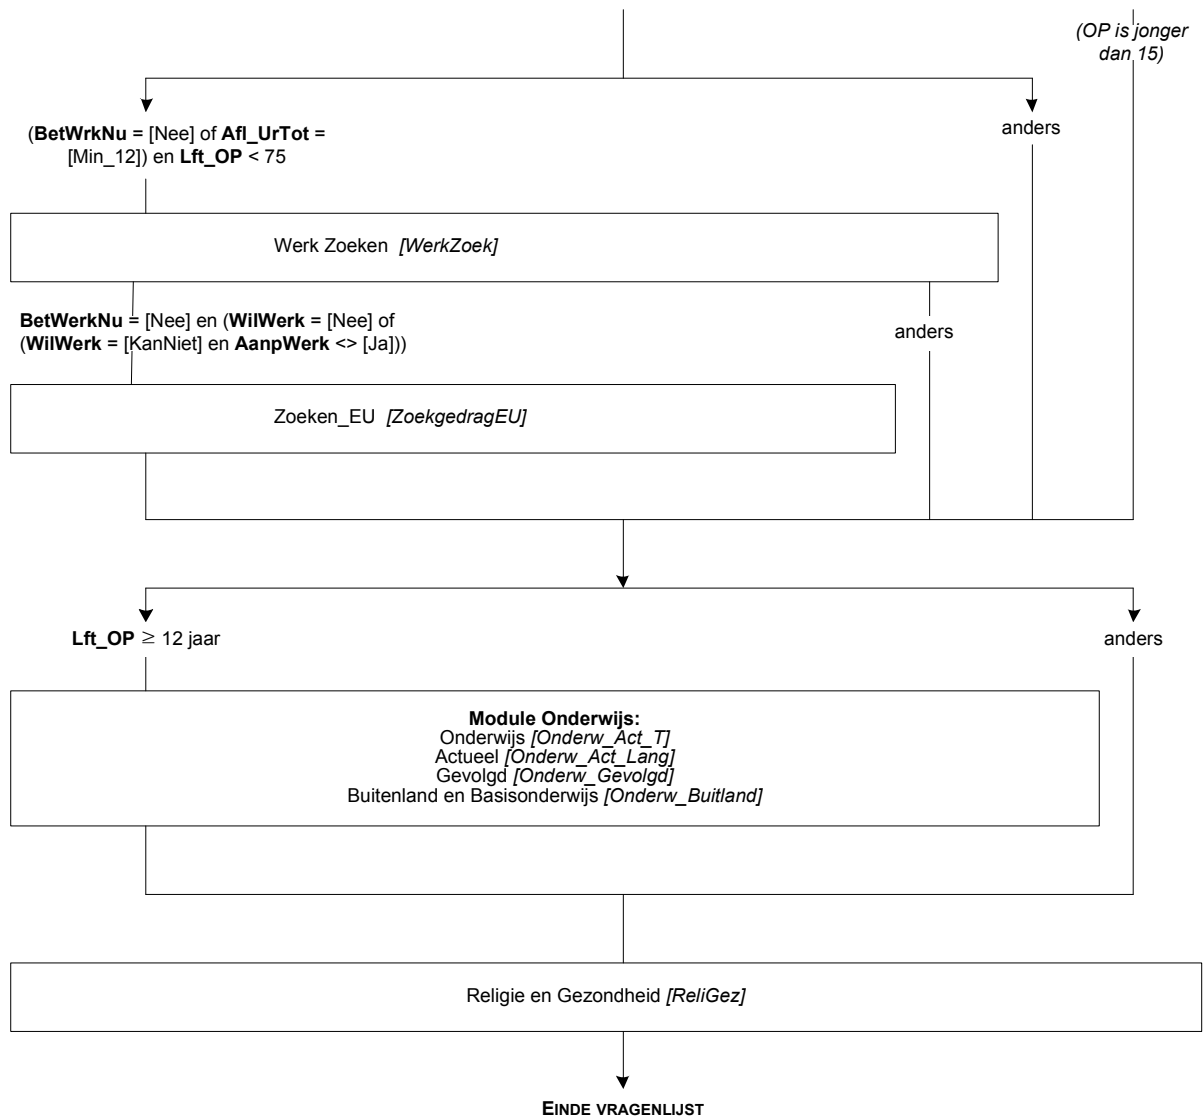 (OP is jonger
dan 15)
(BetWrkNu = [Nee] of Afl_UrTot =
[Min_12]) en Lft_OP < 75
anders
Werk Zoeken [WerkZoek]
BetWerkNu = [Nee] en (WilWerk = [Nee] of
(WilWerk = [KanNiet] en AanpWerk <> [Ja]))
anders
Zoeken_EU [ZoekgedragEU]
Lft_OP ≥ 12 jaar
anders
Module Onderwijs:
Onderwijs [Onderw_Act_T]
Actueel [Onderw_Act_Lang]
Gevolgd [Onderw_Gevolgd]
Buitenland en Basisonderwijs [Onderw_Buitland]
Religie en Gezondheid [ReliGez]
EINDE VRAGENLIJST